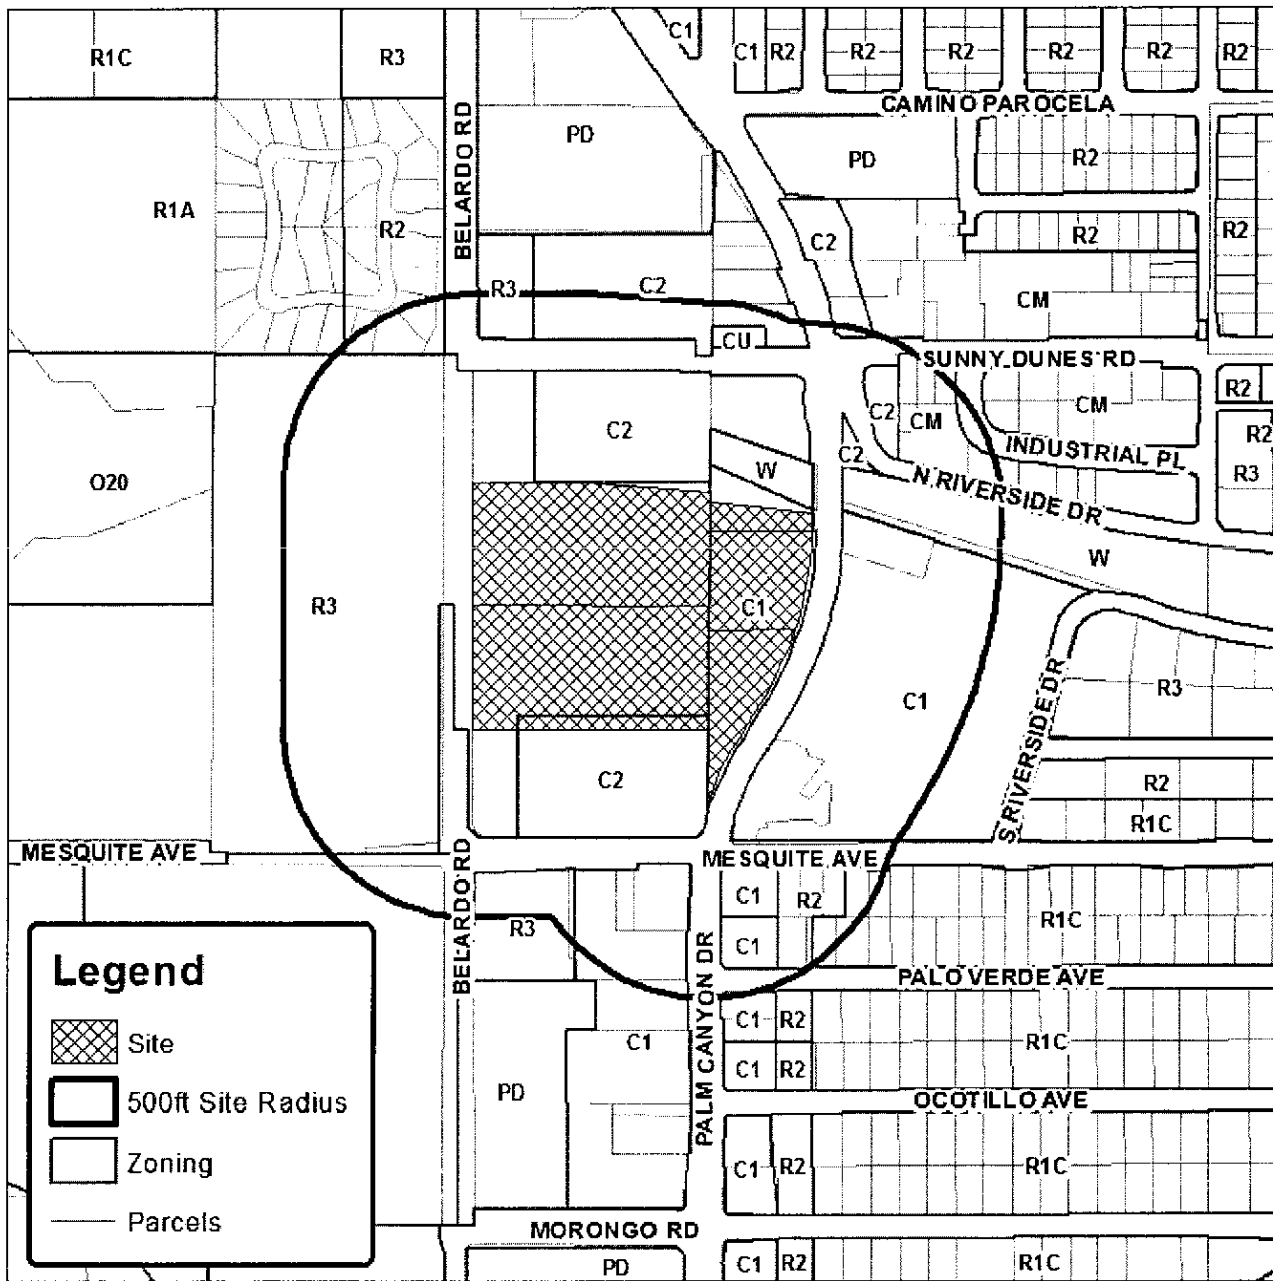 C1
R1C
R3
C1
R2
R2
R2
R2
R2
R2
CAMINO PAROCELA
BELARDO RD
PD
PD
R2
R1A
R2
C2
R2
R2
R3
C2
CM
CU
SUNNY DUNES RD
R2
C2
CM
CM
C2
R2
C2
INDUSTRIAL PL
W
N RIVERSIDE DR
R3
O20
W
R3
C1
S RIVERSIDE DR
R3
C1
C2
R2
R1C
MESQUITE AVE
MESQUITE AVE
BELARDO RD
C1
R2
R3
R1C
C1
PALM CANYON DR
PALO VERDE AVE
C1
R2
C1
R1C
C1
R2
PD
OCOTILLO AVE
C1
R2
R1C
MORONGO RD
PD
C1
R2
R1C
Legend
Site
500ft Site Radius
Zoning
Parcels